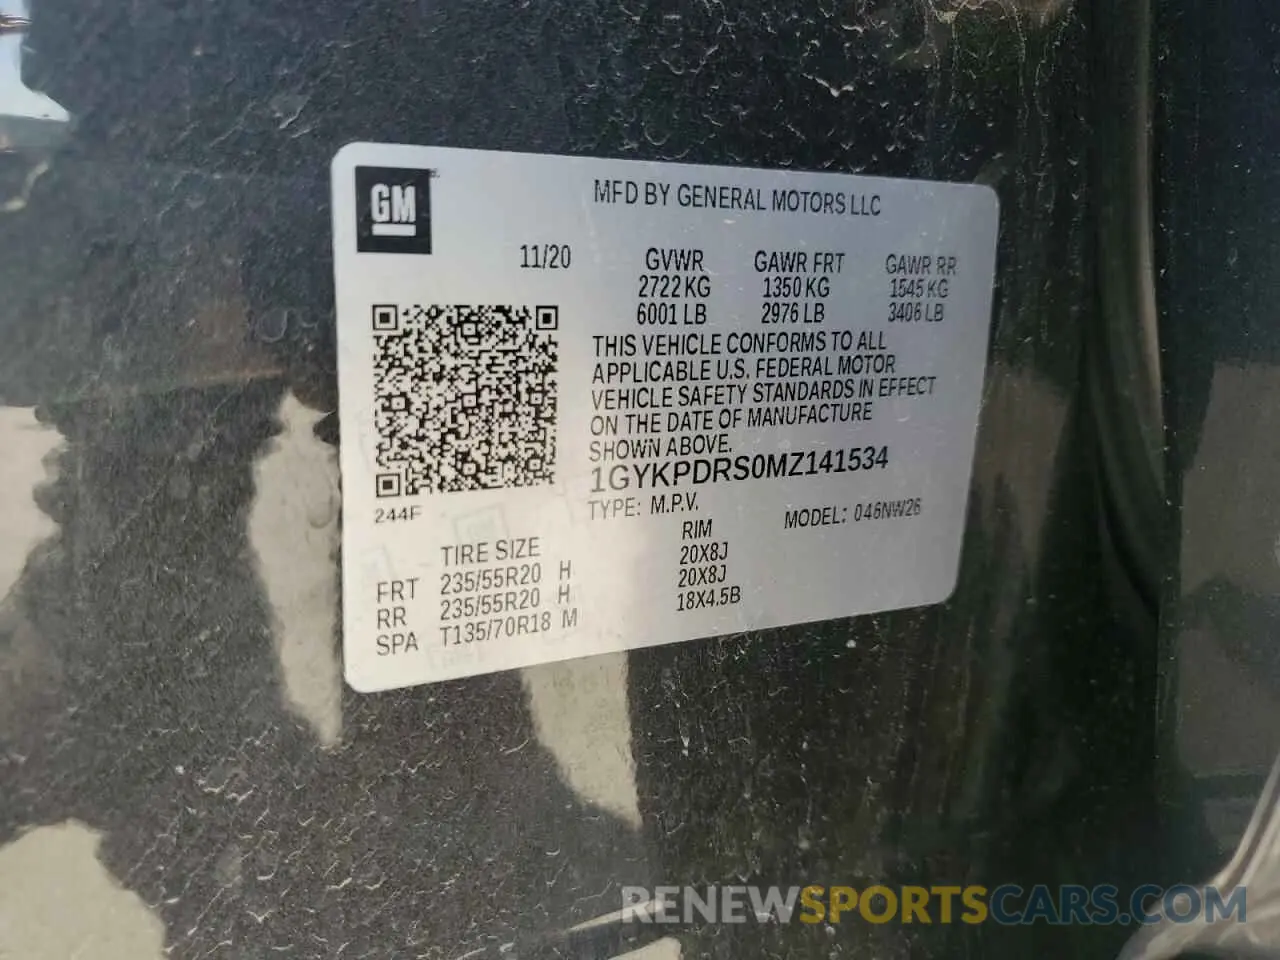 GM
MFD BY GENERAL MOTORS LLC
11/20 GVWR GAWR FRT GAWR RR
2722 KG 1350 KG 1545 KG
6001 LB 2976 LB 3406 LB
THIS VEHICLE CONFORMS TO ALL
APPLICABLE U.S. FEDERAL MOTOR
VEHICLE SAFETY STANDARDS IN EFFECT
ON THE DATE OF MANUFACTURE
SHOWN ABOVE.
1GYKPDRS0MZ141534
244F
TYPE: M.P.V. MODEL: 046NW26
TIRE SIZE RIM
FRT 235/55R20 H 20X8J
RR 235/55R20 H 20X8J
SPA T135/70R18 M 18X4.5B
RENEWSPORTSCARS.COM